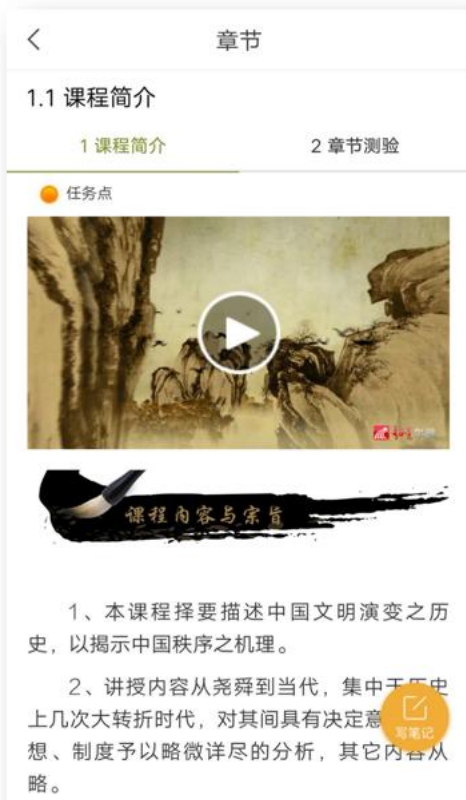 章节
1.1 课程简介
1 课程简介
2 章节测验
任务点
课程内容与宗旨
1、本课程择要描述中国文明演变之历
史，以揭示中国秩序之机理。
2、讲授内容从尧舜到当代，集中于历史
上几次大转折时代，对其间具有决定意
想、制度予以略微详尽的分析，其它内容从
略。
写笔记